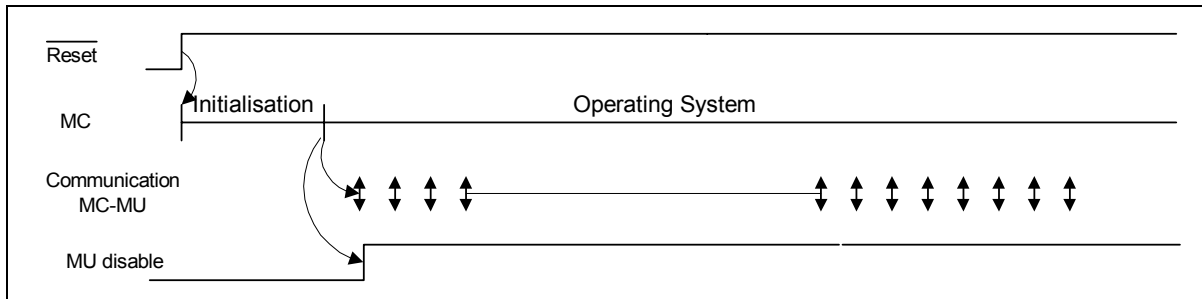 Reset
Initialisation
Operating System
MC
Communication
MC-MU
MU disable